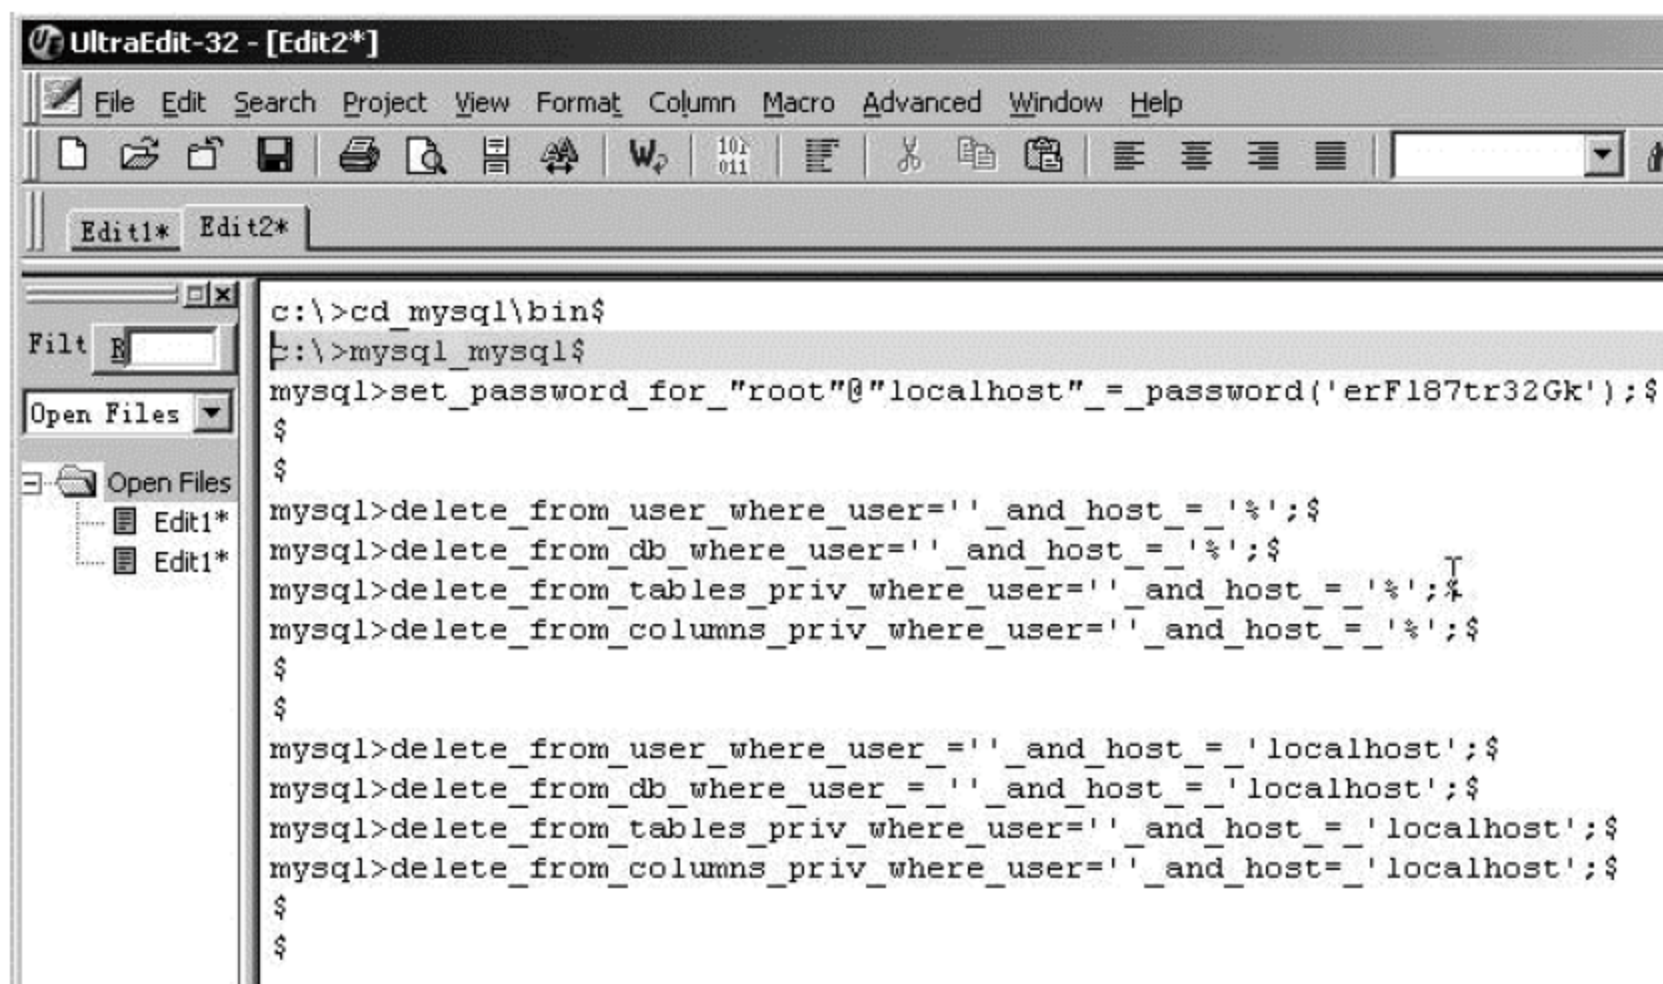 UltraEdit-32 - [Edit2*]
File Edit Search Project View Format Column Macro Advanced Window Help
Edit1* Edit2*
Filt R
Open Files
Open Files
Edit1*
Edit1*
c:\>cd_mysql\bin$
c:\>mysql_mysql$
mysql>set_password_for_"root"@"localhost"_=_password('erFl87tr32Gk');$
$
$
mysql>delete_from_user_where_user=''_and_host_=_'%';$
mysql>delete_from_db_where_user=''_and_host_=_'%';$
mysql>delete_from_tables_priv_where_user=''_and_host_=_'%';$
mysql>delete_from_columns_priv_where_user=''_and_host_=_'%';$
$
$
mysql>delete_from_user_where_user_=''_and_host_=_'localhost';$
mysql>delete_from_db_where_user_=_''_and_host_=_'localhost';$
mysql>delete_from_tables_priv_where_user=''_and_host_=_'localhost';$
mysql>delete_from_columns_priv_where_user=''_and_host=_'localhost';$
$
$